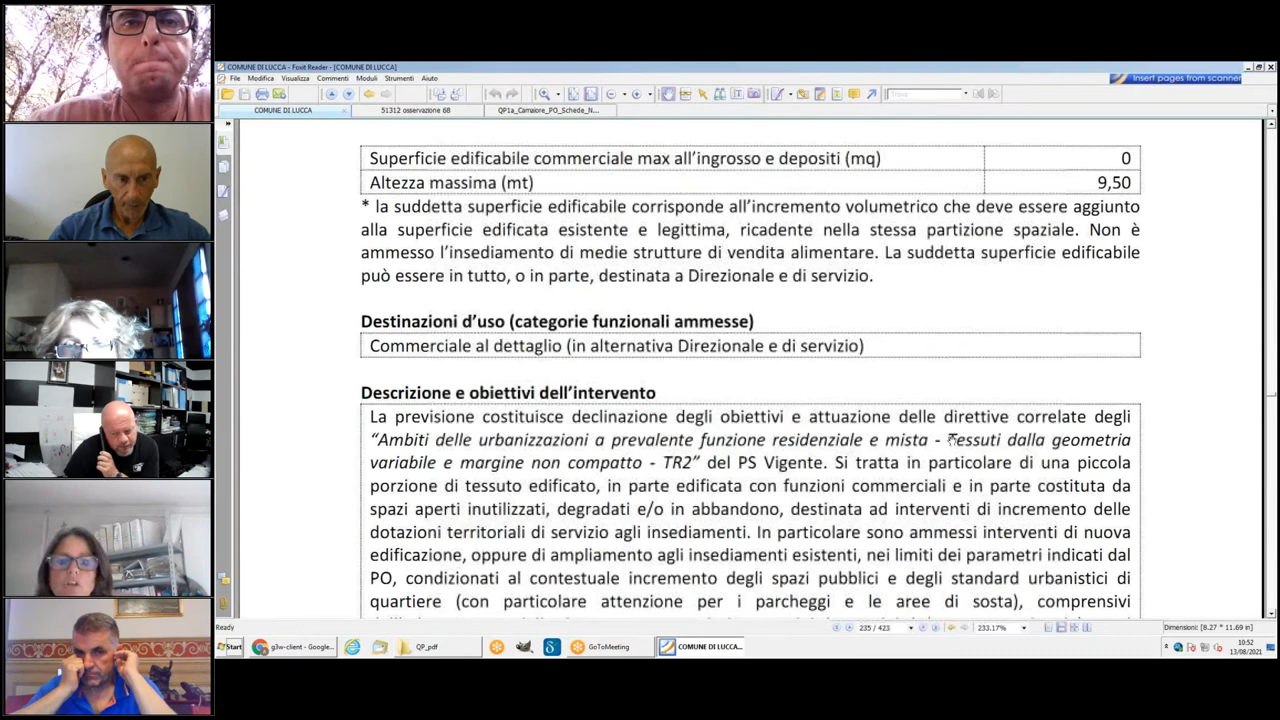 COMUNE DI LUCCA - Foxit Reader - [COMUNE DI LUCCA]
File Modifica Visualizza Commenti Moduli Strumenti Aiuto
Insert pages from scanner
Trova
COMUNE DI LUCCA
51312 osservazione 68
QP1a_Camaiore_PO_Schede_N...
Superficie edificabile commerciale max all'ingrosso e depositi (mq) 0
Altezza massima (mt) 9,50
* la suddetta superficie edificabile corrisponde all'incremento volumetrico che deve essere aggiunto
alla superficie edificata esistente e legittima, ricadente nella stessa partizione spaziale. Non è
ammesso l'insediamento di medie strutture di vendita alimentare. La suddetta superficie edificabile
può essere in tutto, o in parte, destinata a Direzionale e di servizio.
Destinazioni d'uso (categorie funzionali ammesse)
Commerciale al dettaglio (in alternativa Direzionale e di servizio)
Descrizione e obiettivi dell'intervento
La previsione costituisce declinazione degli obiettivi e attuazione delle direttive correlate degli
“Ambiti delle urbanizzazioni a prevalente funzione residenziale e mista - Tessuti dalla geometria
variabile e margine non compatto - TR2” del PS Vigente. Si tratta in particolare di una piccola
porzione di tessuto edificato, in parte edificata con funzioni commerciali e in parte costituta da
spazi aperti inutilizzati, degradati e/o in abbandono, destinata ad interventi di incremento delle
dotazioni territoriali di servizio agli insediamenti. In particolare sono ammessi interventi di nuova
edificazione, oppure di ampliamento agli insediamenti esistenti, nei limiti dei parametri indicati dal
PO, condizionati al contestuale incremento degli spazi pubblici e degli standard urbanistici di
quartiere (con particolare attenzione per i parcheggi e le aree di sosta), comprensivi
Ready
235 / 423
233.17%
Dimensioni: [8.27 * 11.69 in]
Start
g3w-client - Google...
QP_pdf
GoToMeeting
COMUNE DI LUCCA...
10:52
13/08/2021